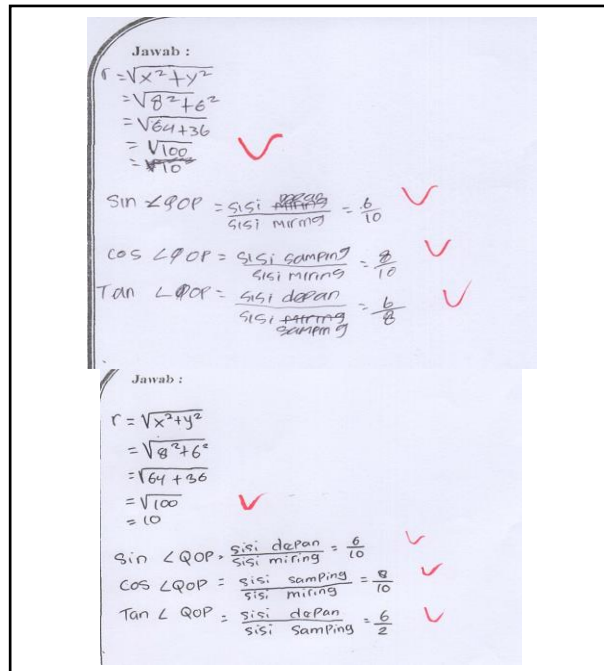 Jawab :
r = √x² + y²
= √8² + 6²
= √64 + 36
= √100
= 10
Sin ∠QOP = sisi / sisi miring = 6/10
cos ∠QOP = sisi samping / sisi miring = 8/10
Tan ∠QOP = sisi depan / sisi samping = 6/8
Jawab :
r = √x² + y²
= √8² + 6²
= √64 + 36
= √100
= 10
Sin ∠QOP = sisi depan / sisi miring = 6/10
COS ∠QOP = sisi samping / sisi miring = 8/10
Tan ∠ QOP = sisi depan / sisi samping = 6/2